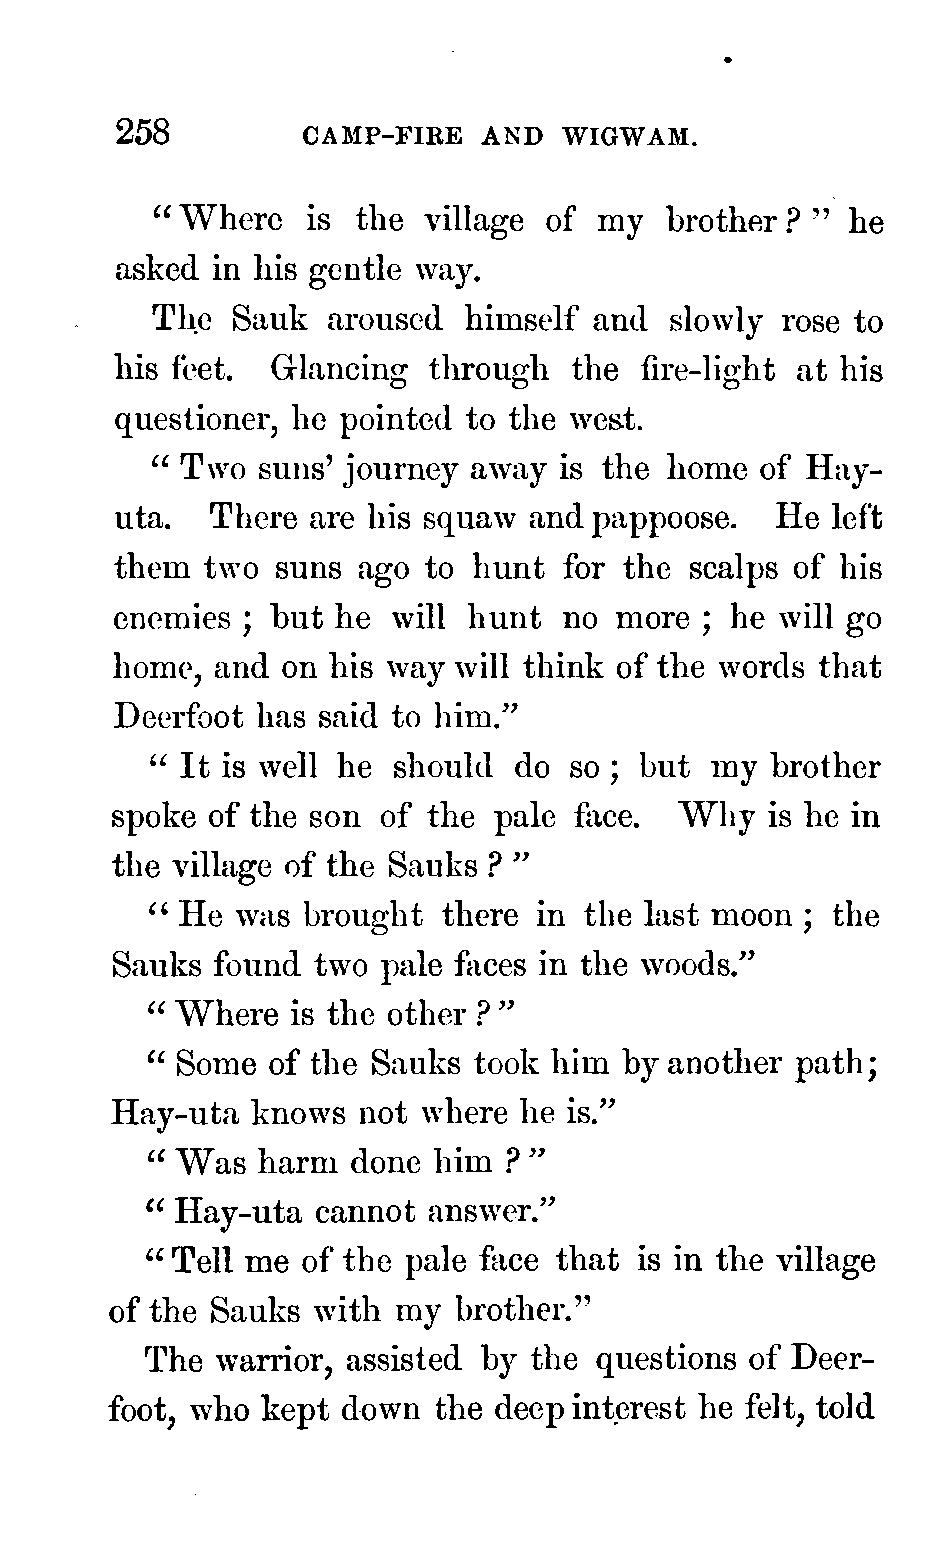 258 CAMP-FIRE AND WIGWAM.
"Where is the village of my brother?" he
asked in his gentle way.
The Sauk aroused himself and slowly rose to
his feet. Glancing through the fire-light at his
questioner, he pointed to the west.
"Two suns' journey away is the home of Hay-
uta. There are his squaw and pappoose. He left
them two suns ago to hunt for the scalps of his
enemies; but he will hunt no more; he will go
home, and on his way will think of the words that
Deerfoot has said to him."
"It is well he should do so; but my brother
spoke of the son of the pale face. Why is he in
the village of the Sauks?"
"He was brought there in the last moon; the
Sauks found two pale faces in the woods."
"Where is the other?"
"Some of the Sauks took him by another path;
Hay-uta knows not where he is."
"Was harm done him?"
"Hay-uta cannot answer."
"Tell me of the pale face that is in the village
of the Sauks with my brother."
The warrior, assisted by the questions of Deer-
foot, who kept down the deep interest he felt, told